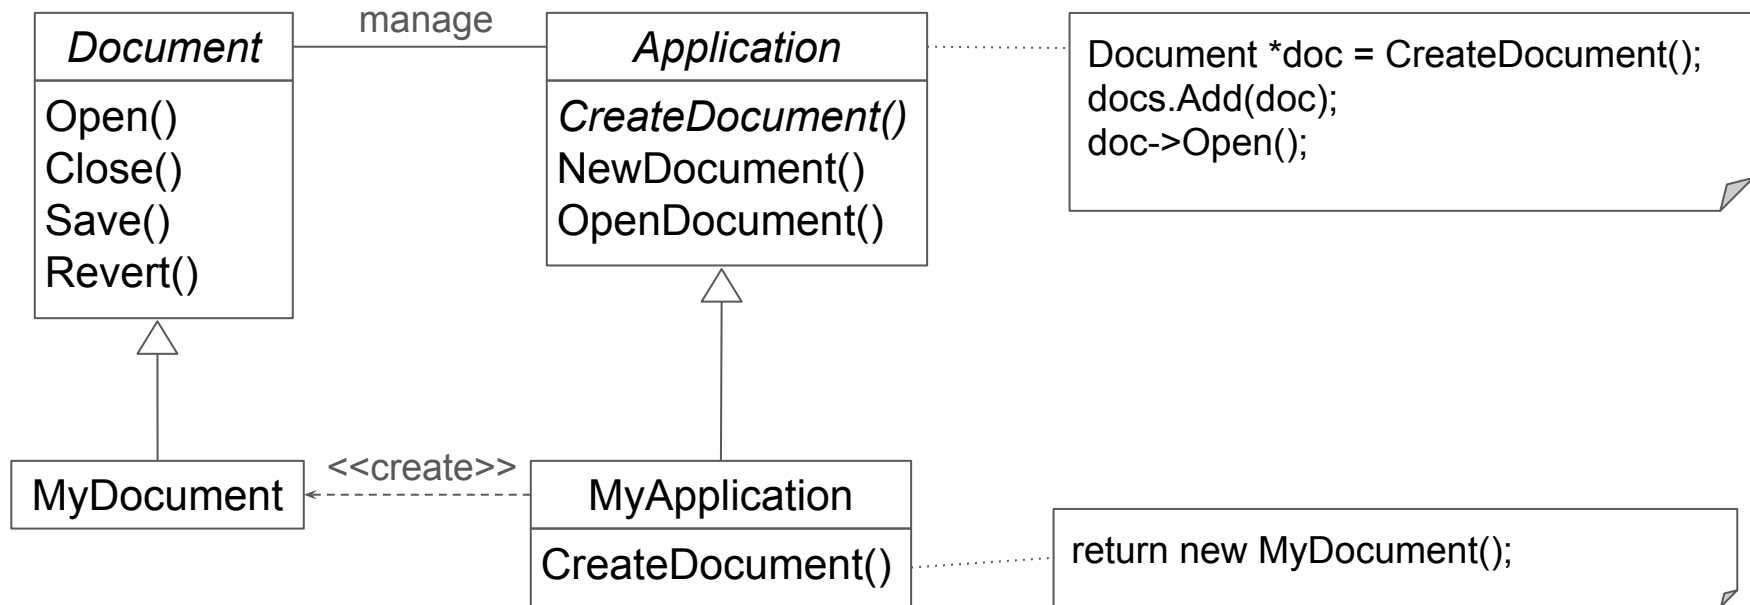 Document
Open()
Close()
Save()
Revert()
manage
Application
CreateDocument()
NewDocument()
OpenDocument()
Document *doc = CreateDocument();
docs.Add(doc);
doc->Open();
MyDocument
<<create>>
MyApplication
CreateDocument()
return new MyDocument();